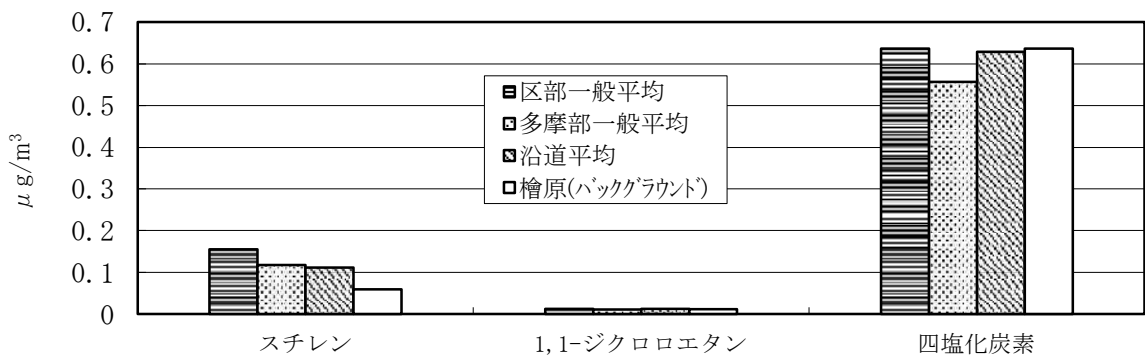 0.7
0.6
0.5
0.4
0.3
0.2
0.1
0
μg/m³
区部一般平均
多摩部一般平均
沿道平均
檜原(ﾊﾞｯｸｸﾞﾗｳﾝﾄﾞ)
スチレン
1,1-ジクロロエタン
四塩化炭素